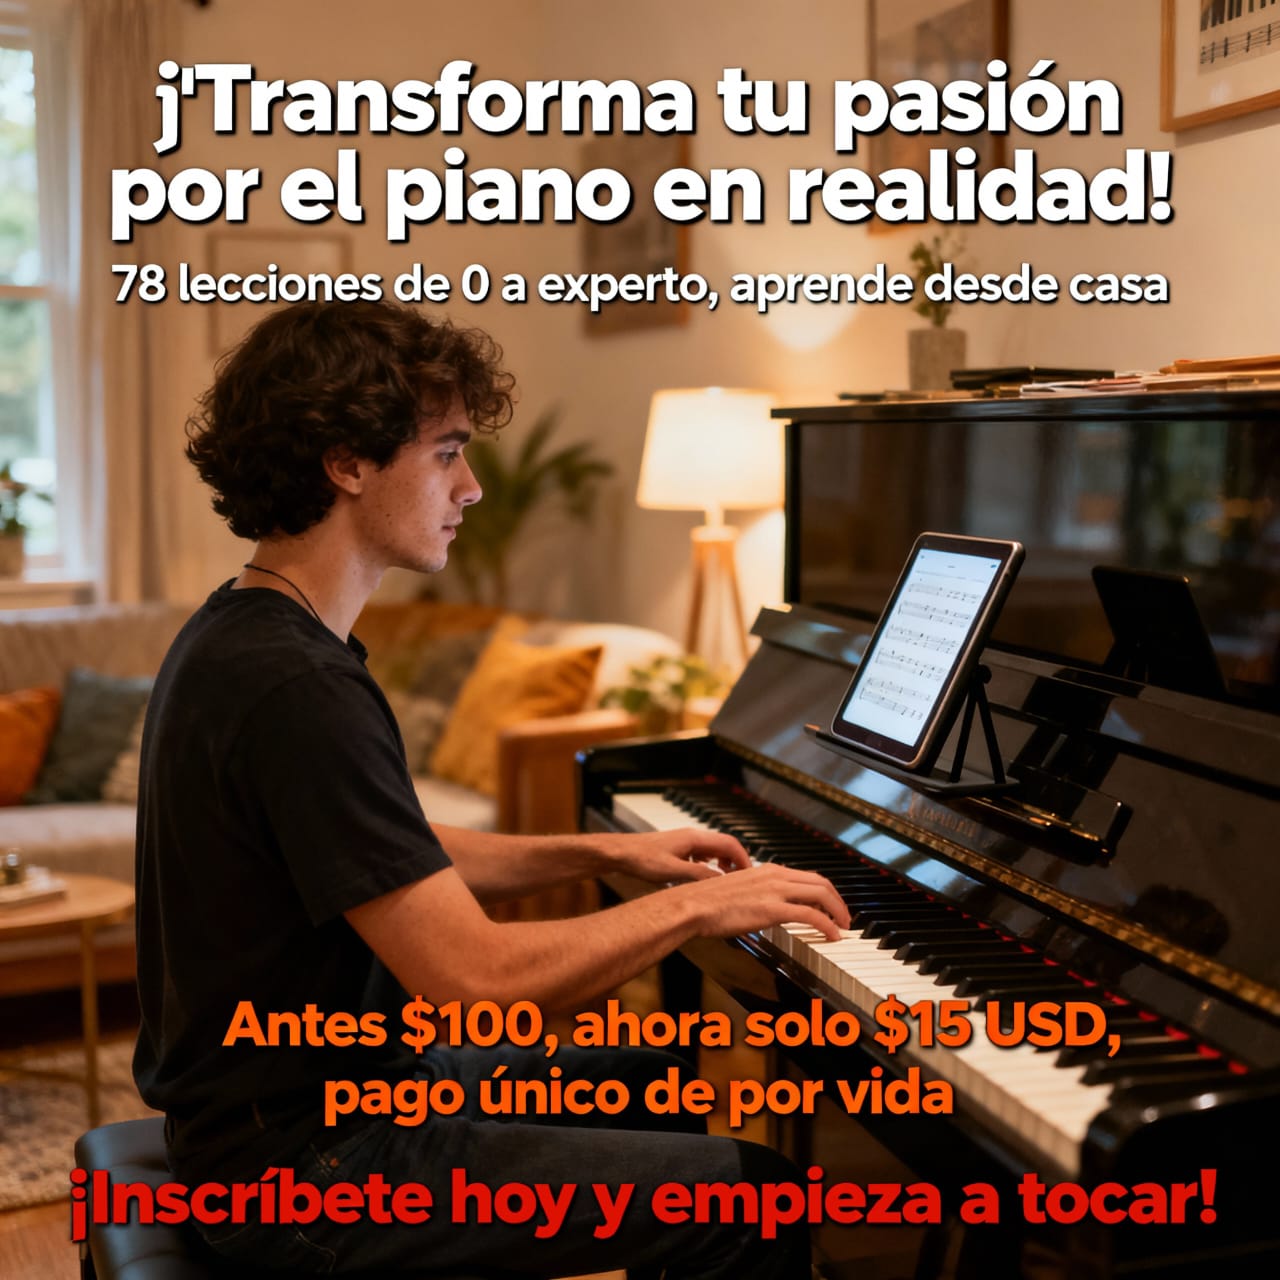 ¡'Transforma tu pasión
por el piano en realidad!
78 lecciones de 0 a experto, aprende desde casa
Antes $100, ahora solo $15 USD,
pago único de por vida
¡Inscríbete hoy y empieza a tocar!